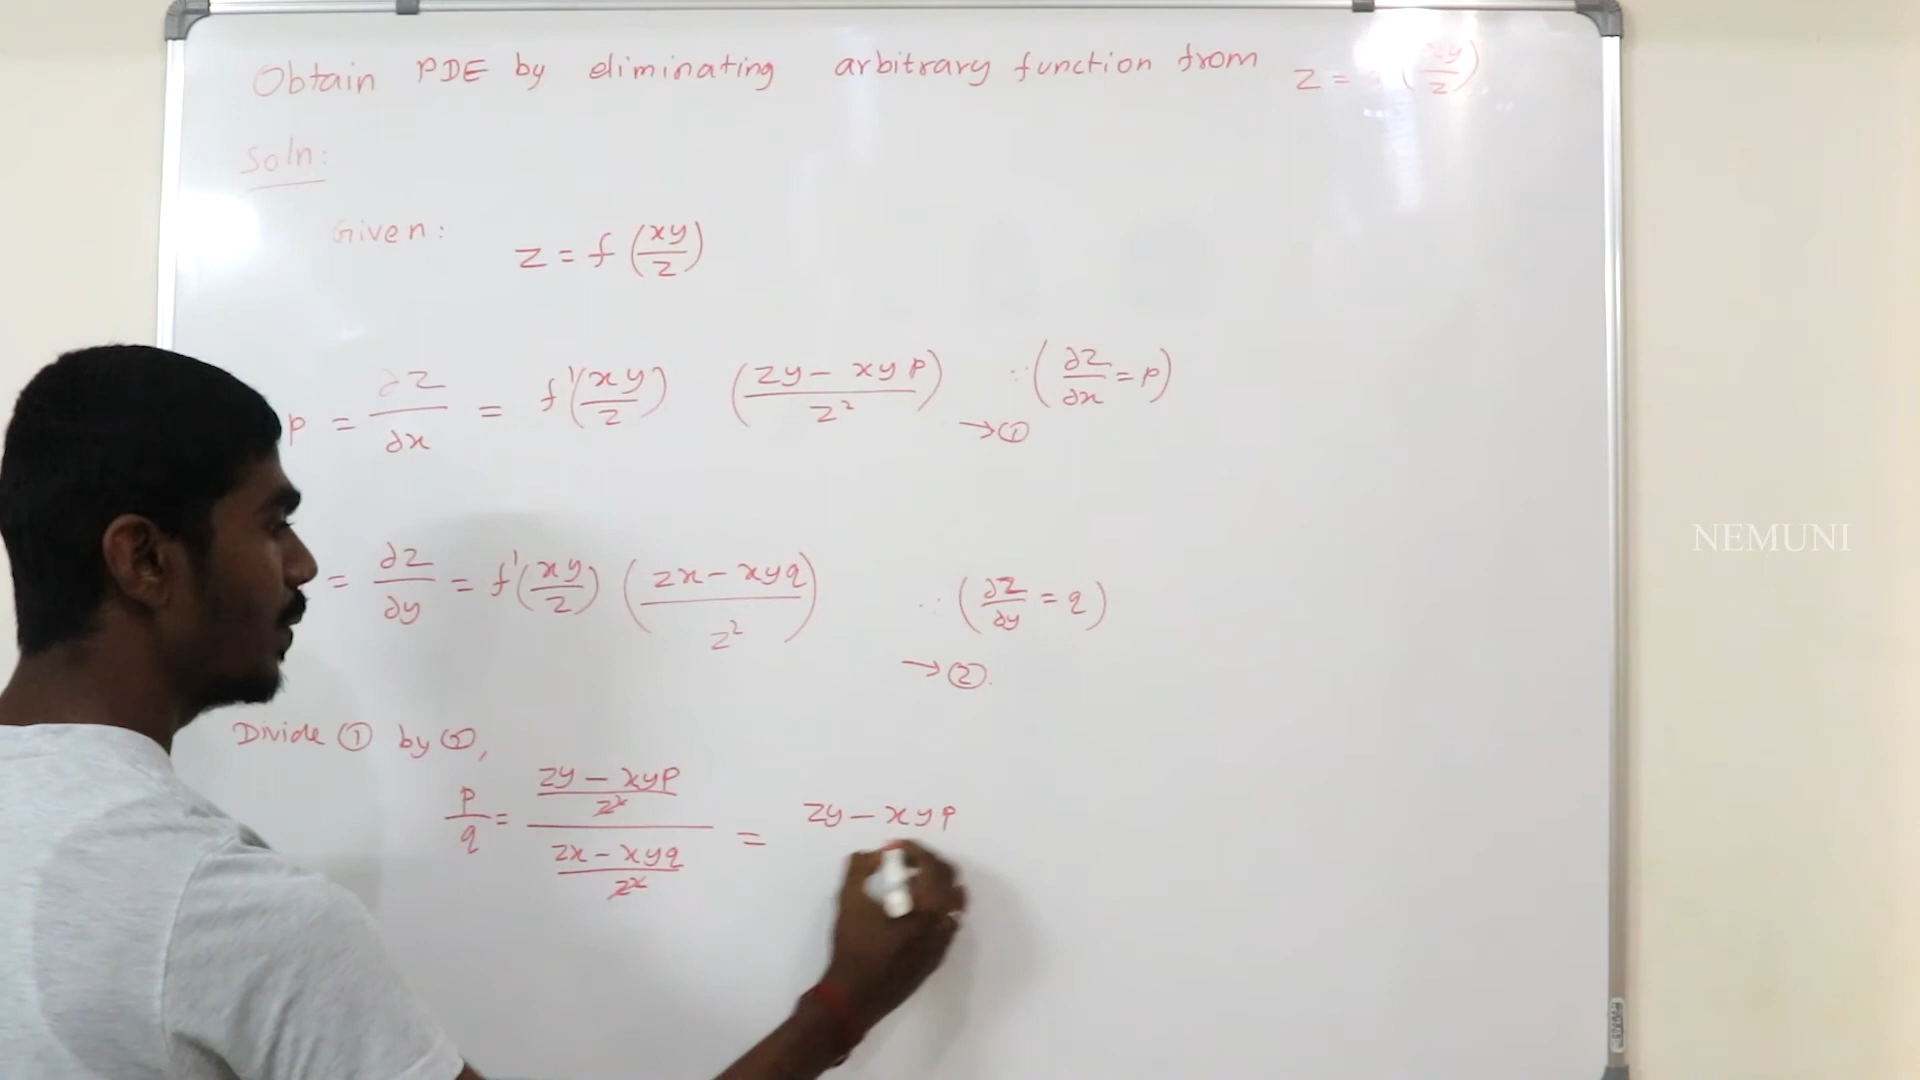 Obtain PDE by eliminating arbitrary function from z = (xy/z)
Soln:
Given: z = f (xy/z)
p = ∂z/∂x = f'(xy/z) ((zy - xyp)/z²) ∵ (∂z/∂x = p)
→①
= ∂z/∂y = f'(xy/z) ((zx - xyq)/z²) ∵ (∂z/∂y = q)
→②.
Divide ① by ②,
p/q = ((zy - xyp)/z²)/((zx - xyq)/z²) = zy - xyp
NEMUNI